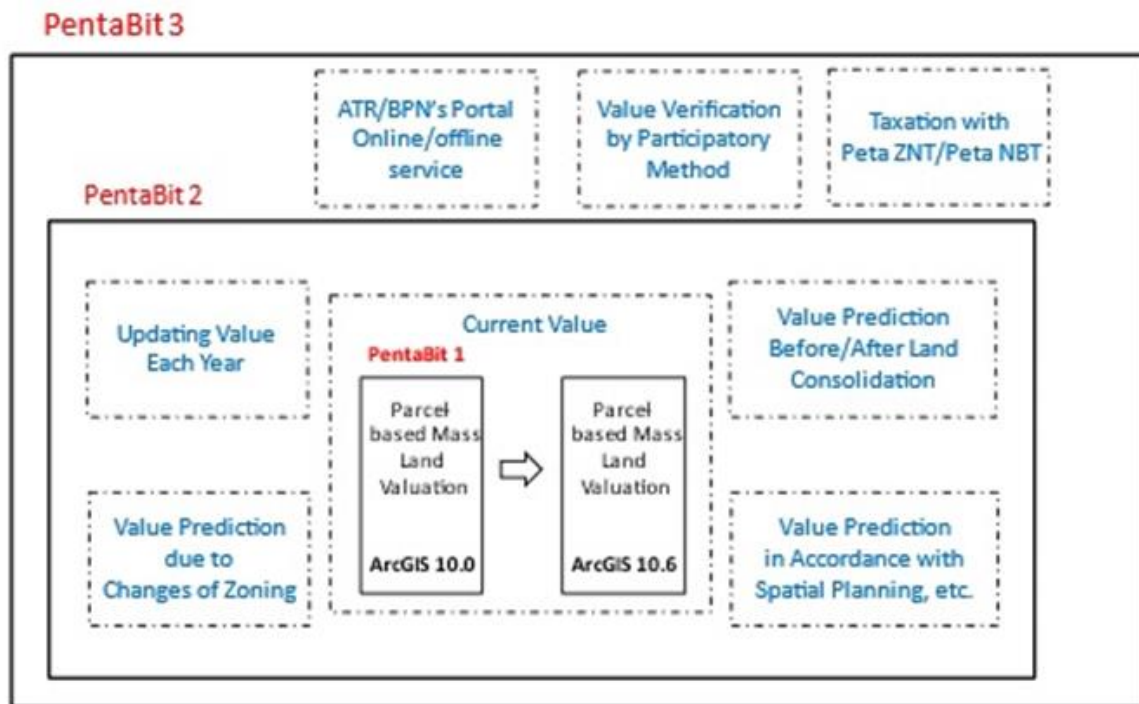 PentaBit 3
ATR/BPN's Portal
Online/offline
service
Value Verification
by Participatory
Method
Taxation with
Peta ZNT/Peta NBT
PentaBit 2
Updating Value
Each Year
Current Value
PentaBit 1
Parcel
based Mass
Land
Valuation
ArcGIS 10.0
Parcel
based Mass
Land
Valuation
ArcGIS 10.6
Value Prediction
Before/After Land
Consolidation
Value Prediction
due to
Changes of Zoning
Value Prediction
in Accordance with
Spatial Planning, etc.